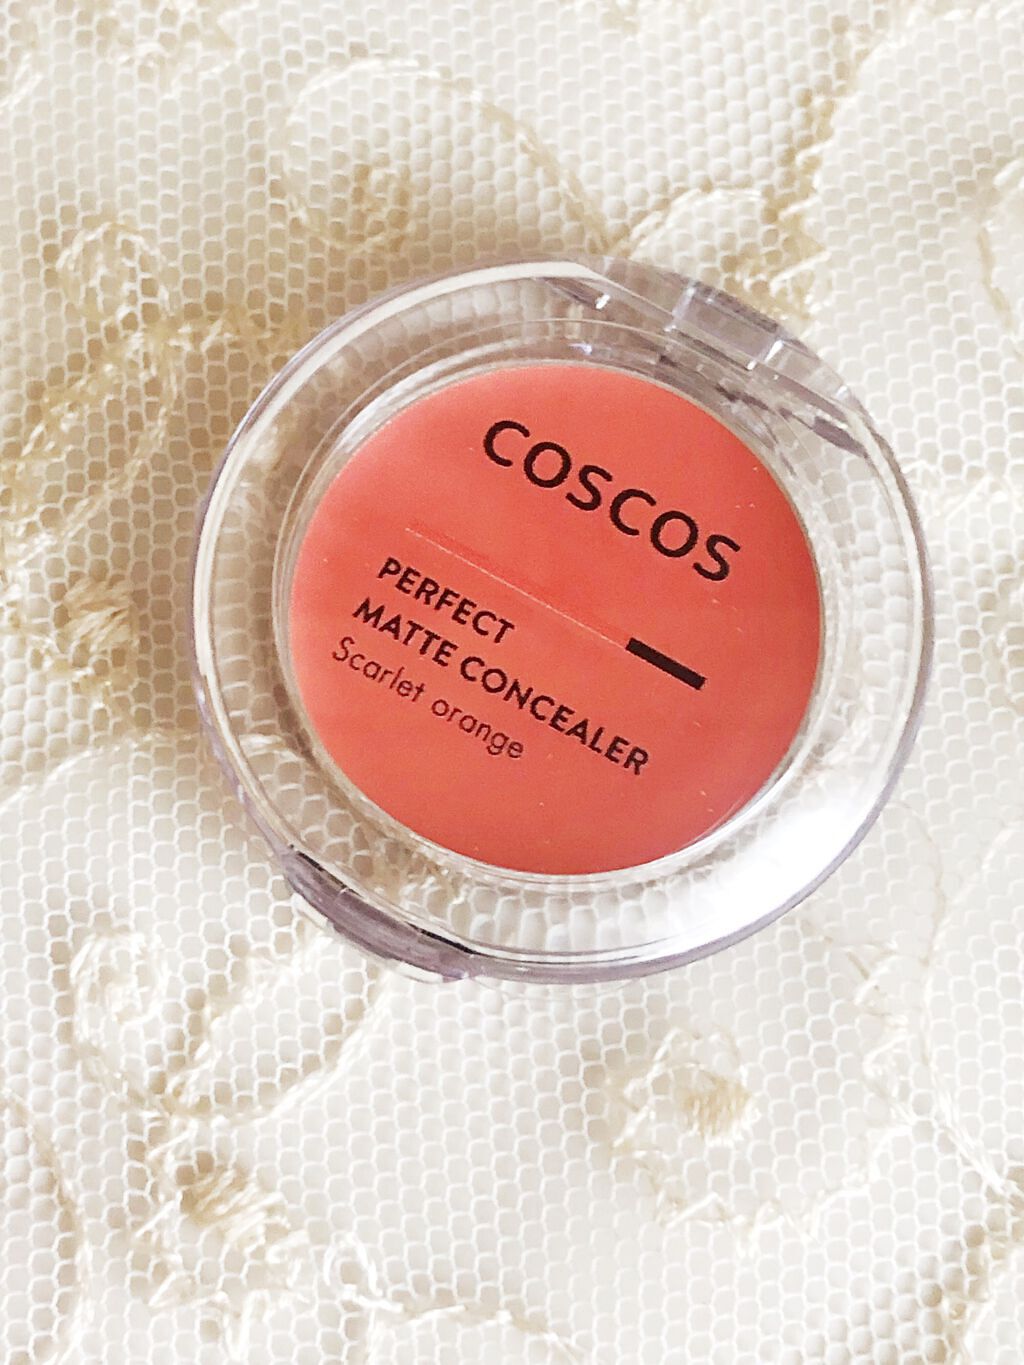 COSCOS
PERFECT
MATTE CONCEALER
Scarlet orange